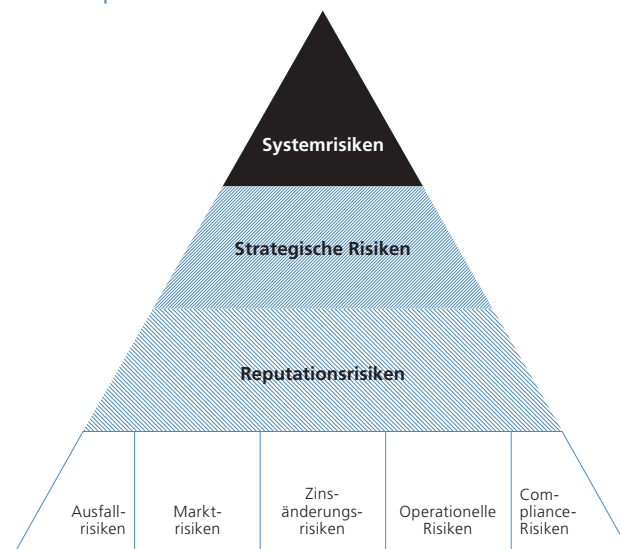 Systemrisiken
Strategische Risiken
Reputationsrisiken
Ausfall-
risiken
Markt-
risiken
Zins-
änderungs-
risiken
Operationelle
Risiken
Com-
pliance-
Risiken